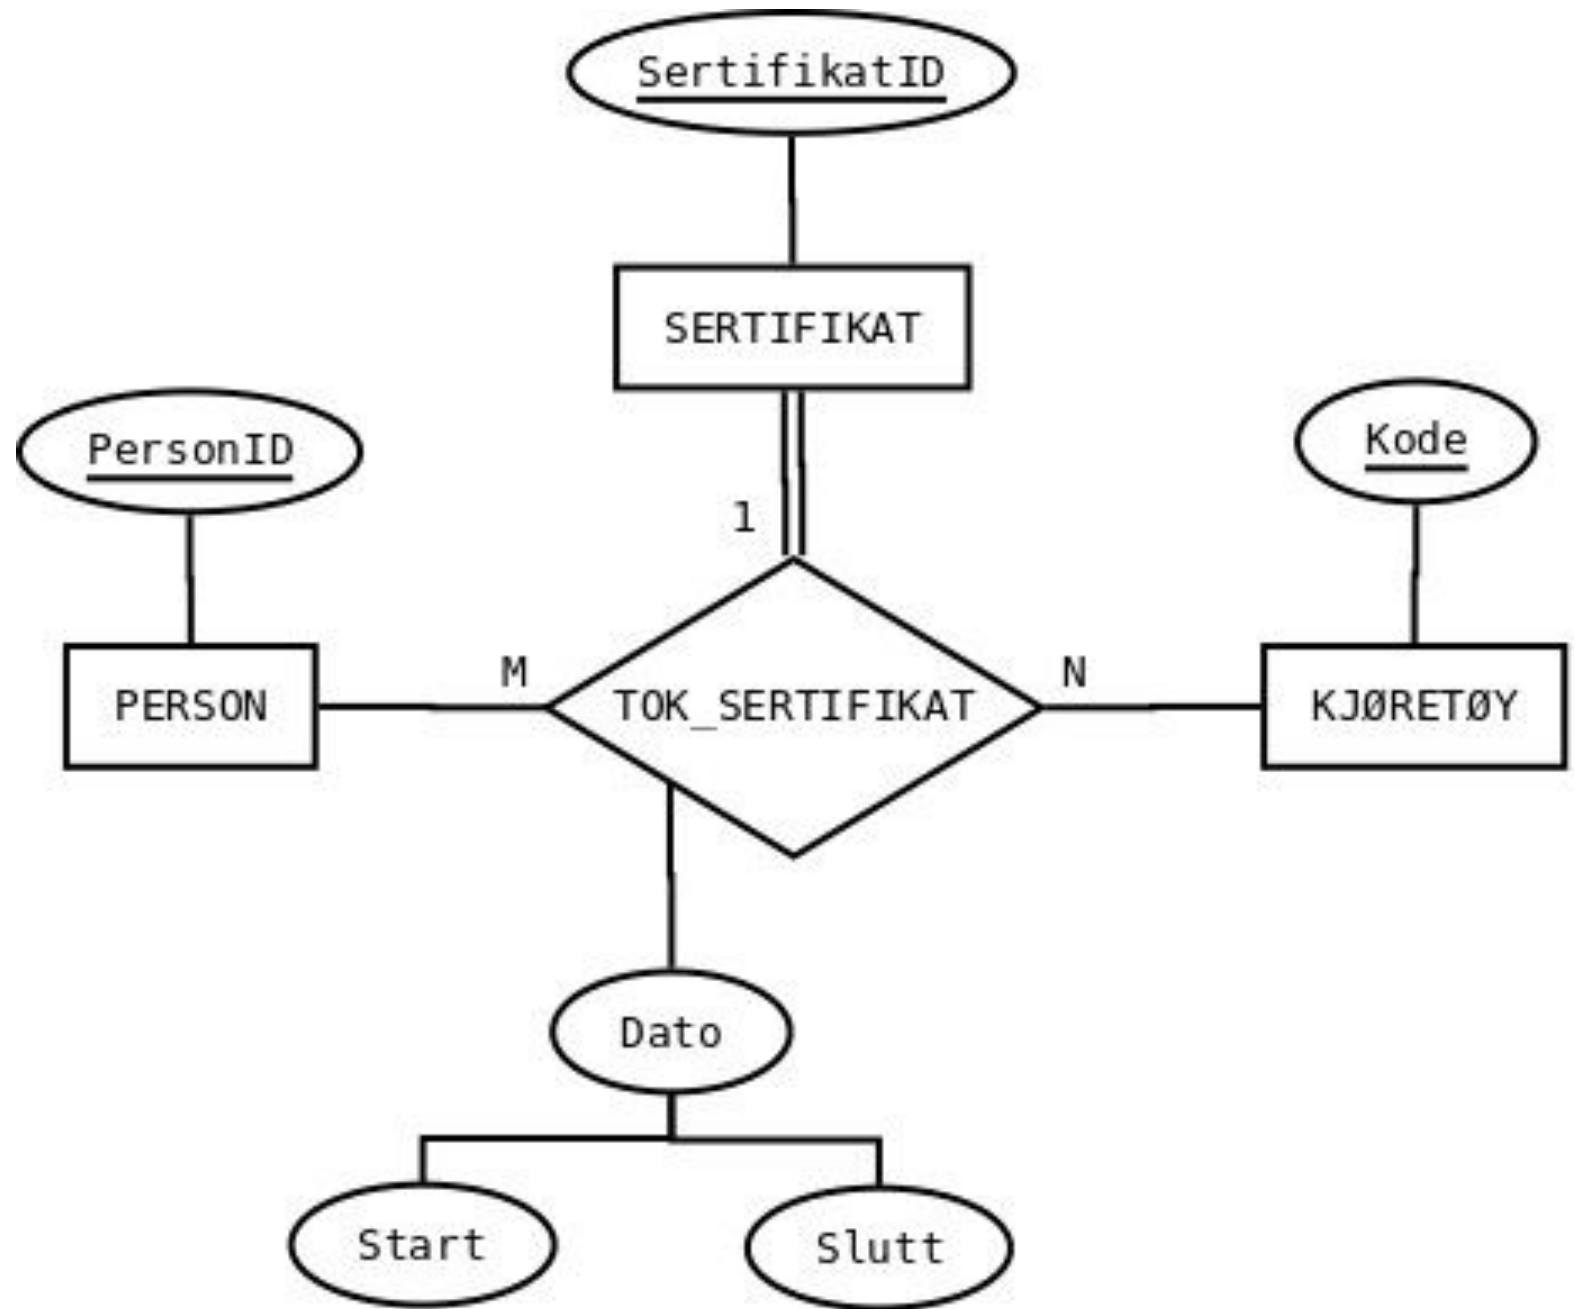 SertifikatID
SERTIFIKAT
PersonID
Kode
1
M
N
PERSON
TOK_SERTIFIKAT
KJØRETØY
Dato
Start
Slutt